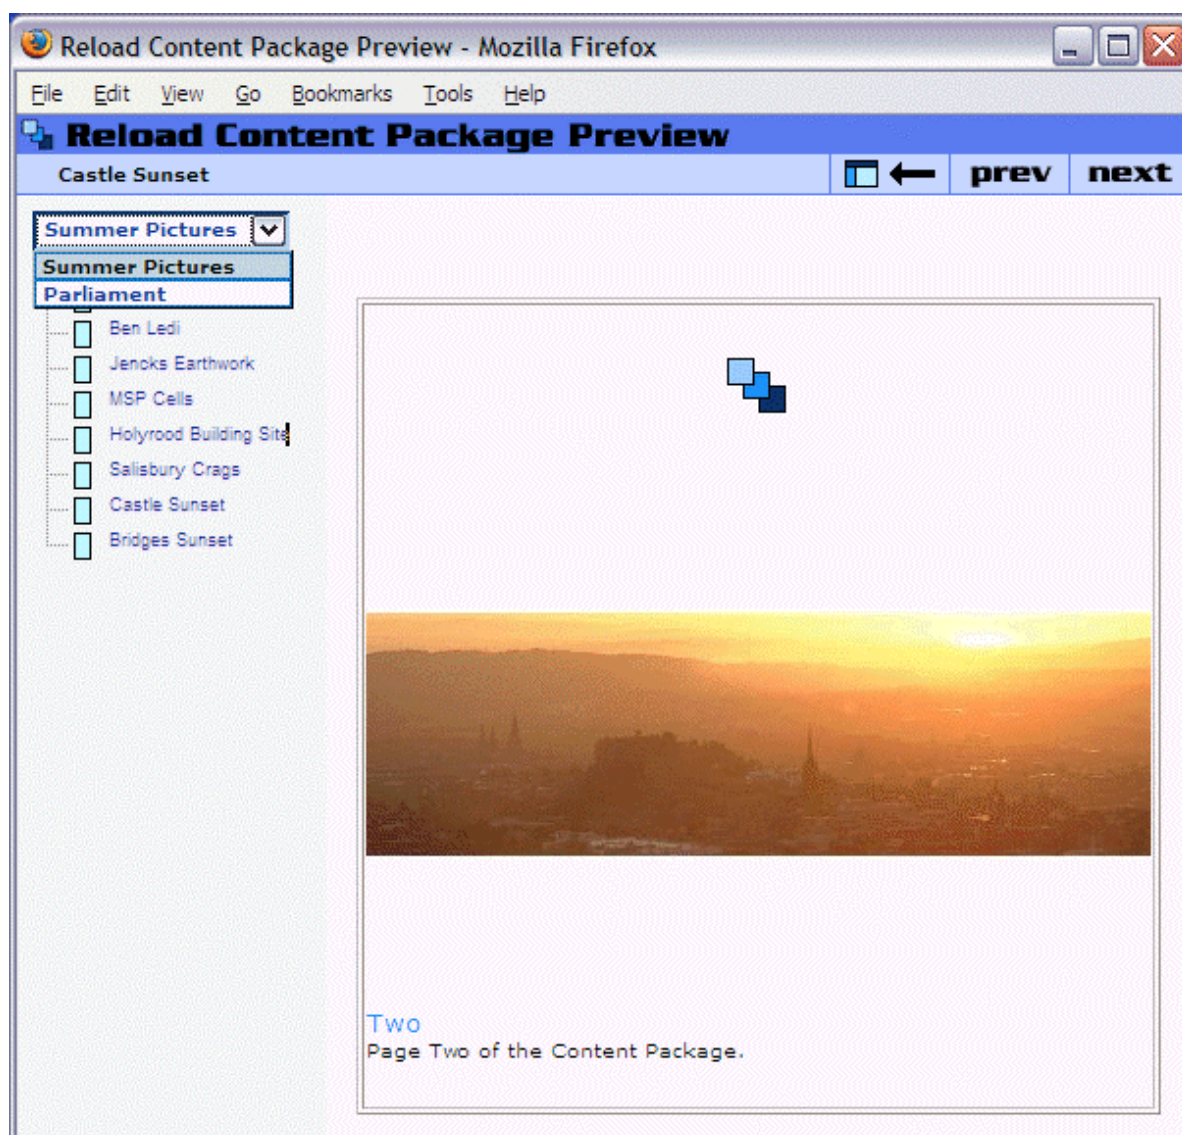 Reload Content Package Preview - Mozilla Firefox
File Edit View Go Bookmarks Tools Help
Reload Content Package Preview
Castle Sunset prev next
Summer Pictures
Summer Pictures
Parliament
Ben Ledi
Jencks Earthwork
MSP Cells
Holyrood Building Site
Salisbury Crags
Castle Sunset
Bridges Sunset
Two
Page Two of the Content Package.